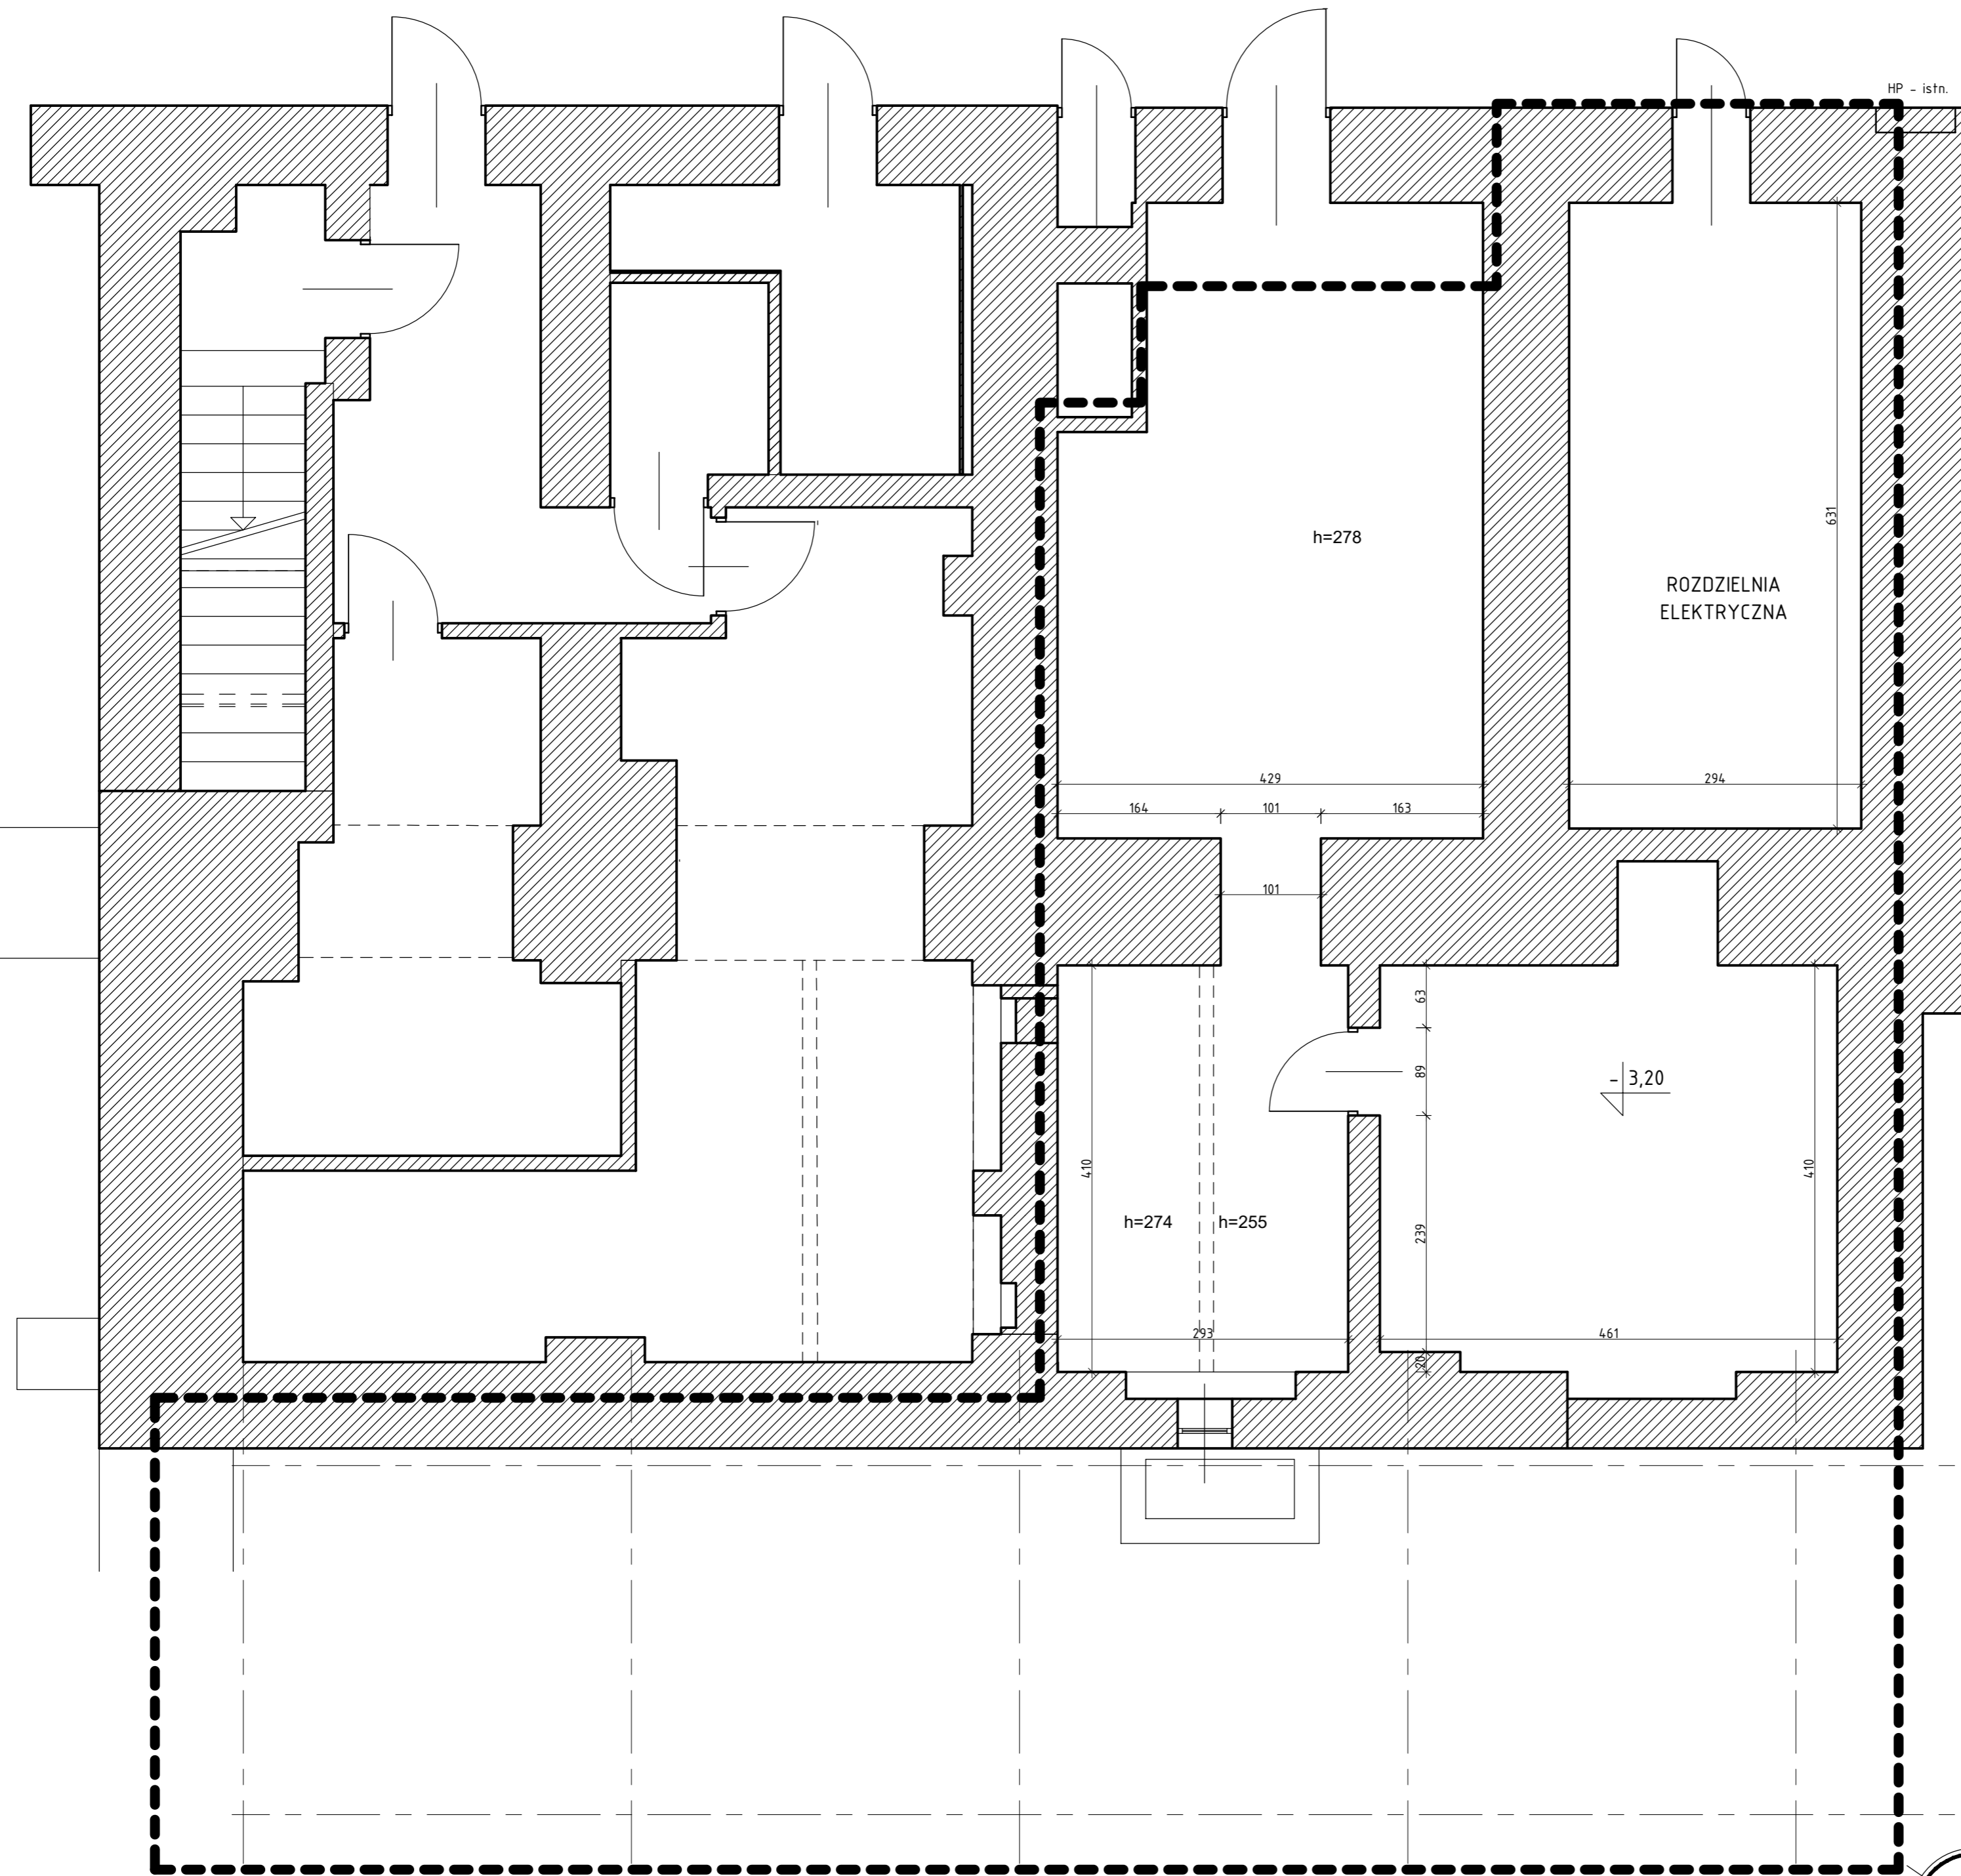 HP - istn.
h=278
631
ROZDZIELNIA
ELEKTRYCZNA
429
294
164
101
163
101
63
89
- 3,20
410
410
239
h=274
h=255
293
461
20